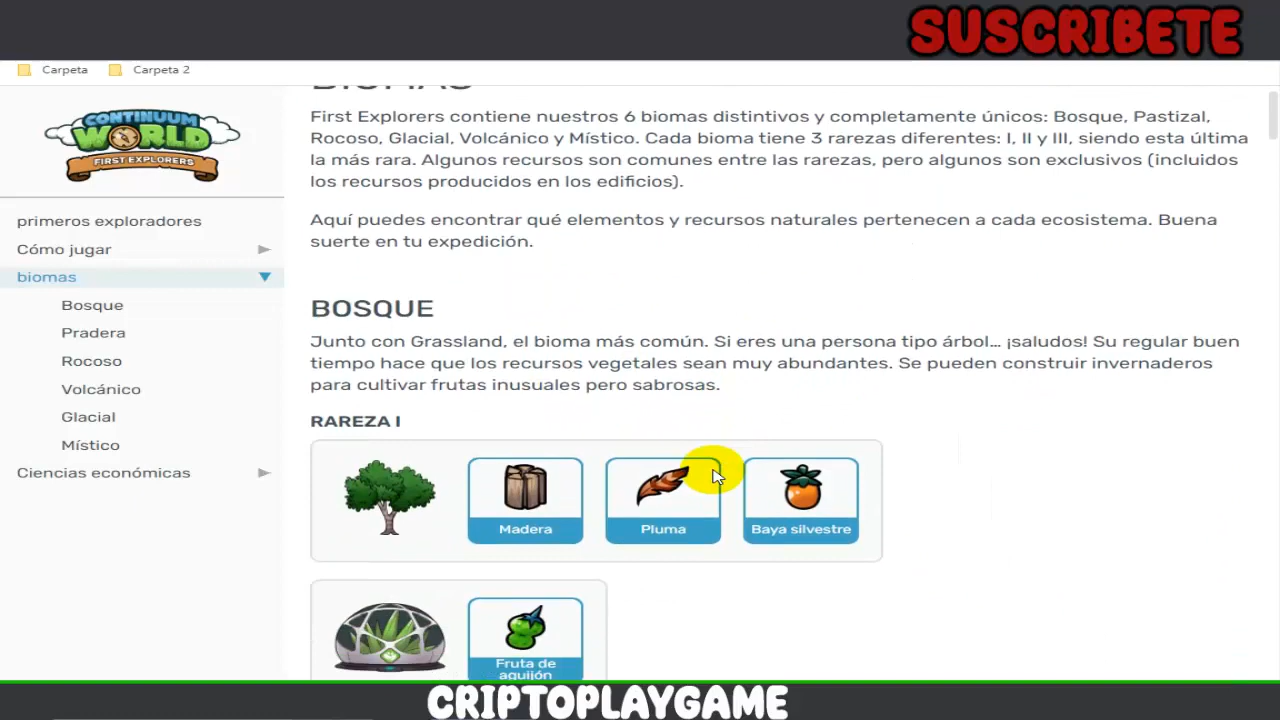 SUSCRIBETE
Carpeta
Carpeta 2
BIOMAS
CONTINUUM
WORLD
FIRST EXPLORERS
First Explorers contiene nuestros 6 biomas distintivos y completamente únicos: Bosque, Pastizal,
Rocoso, Glacial, Volcánico y Místico. Cada bioma tiene 3 rarezas diferentes: I, II y III, siendo esta última
la más rara. Algunos recursos son comunes entre las rarezas, pero algunos son exclusivos (incluidos
los recursos producidos en los edificios).
Aquí puedes encontrar qué elementos y recursos naturales pertenecen a cada ecosistema. Buena
suerte en tu expedición.
primeros exploradores
Cómo jugar
biomas
Bosque
Pradera
Rocoso
Volcánico
Glacial
Místico
Ciencias económicas
BOSQUE
Junto con Grassland, el bioma más común. Si eres una persona tipo árbol... ¡saludos! Su regular buen
tiempo hace que los recursos vegetales sean muy abundantes. Se pueden construir invernaderos
para cultivar frutas inusuales pero sabrosas.
RAREZA I
Madera
Pluma
Baya silvestre
Fruta de
aguijón
CRIPTOPLAYGAME